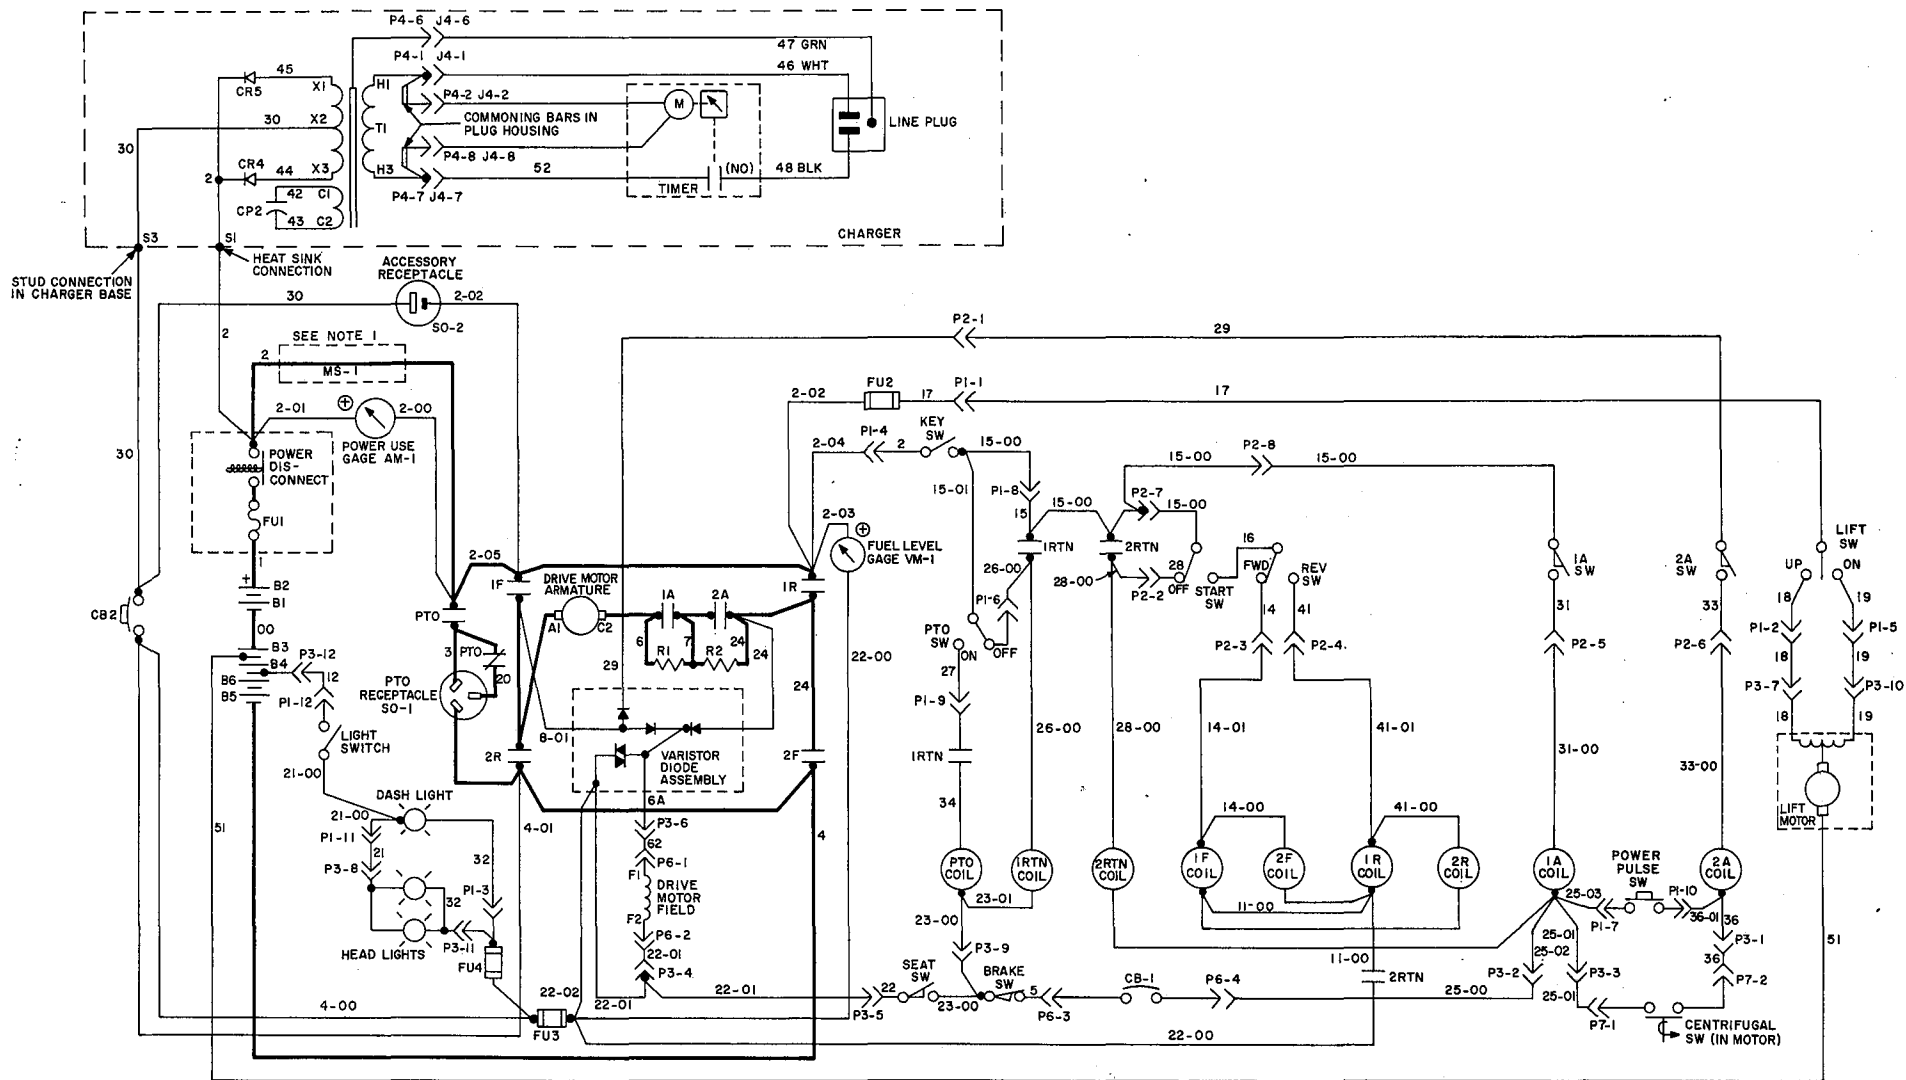 P4-6 J4-6
47 GRN
P4-1 J4-1
46 WHT
45
CR5
X1
H1
P4-2 J4-2
M
COMMONING BARS IN
PLUG HOUSING
LINE PLUG
30
X2
T1
30
CR4
44
X3
H3
P4-8 J4-8
52
(NO)
48 BLK
TIMER
2
42
C1
CP2
43
C2
P4-7 J4-7
CHARGER
S3
S1
HEAT SINK
CONNECTION
STUD CONNECTION
IN CHARGER BASE
ACCESSORY
RECEPTACLE
30
2-02
SO-2
2
SEE NOTE 1
2
MS-1
P2-1
29
2-01
2-00
POWER USE
GAGE AM-1
2-02
FU2
17
P1-1
17
KEY
SW
P1-4
2-04
2
15-00
P2-8
15-00
15-00
30
POWER
DIS-
CONNECT
FU1
15-01
P1-8
15
15-00
P2-7
15-00
2-03
FUEL LEVEL
GAGE VM-1
1RTN
2RTN
16
FWD
REV
SW
28
OFF
START
SW
28-00
P2-2
26-00
P1-6
1A
SW
2A
SW
LIFT
SW
UP
ON
1
+
B2
B1
00
B3
B4
B6
B5
2-05
1F
DRIVE MOTOR
ARMATURE
A1
C2
1A
2A
1R
6
7
24
24
R1
R2
PTO
3
PTO
20
PTO
RECEPTACLE
SO-1
CB2
P3-12
12
P1-12
LIGHT
SWITCH
21-00
29
8-01
2R
2F
24
22-00
VARISTOR
DIODE
ASSEMBLY
PTO
SW
ON
OFF
27
P1-9
1RTN
34
26-00
28-00
14
41
P2-3
P2-4
14-01
41-01
31
P2-5
31-00
33
P2-6
33-00
18
19
P1-2
P1-5
18
19
P3-7
P3-10
18
19
LIFT
MOTOR
51
DASH LIGHT
21-00
P1-11
21
P3-8
32
32
P1-3
HEAD LIGHTS
P3-11
FU4
4-01
6A
P3-6
62
P6-1
F1
DRIVE
MOTOR
FIELD
F2
P6-2
22-01
P3-4
4
14-00
41-00
PTO
COIL
1RTN
COIL
2RTN
COIL
1F
COIL
2F
COIL
1R
COIL
2R
COIL
1A
COIL
POWER
PULSE
SW
2A
COIL
23-01
23-00
11-00
25-03
P1-7
P1-10
36-01
36
P3-9
11-00
25-01
25-02
P3-1
36
P7-2
51
4-00
22-02
22-01
22-01
FU3
P3-5
22
SEAT
SW
23-00
BRAKE
SW
5
P6-3
CB-1
P6-4
2RTN
25-00
P3-2
P3-3
25-01
P7-1
CENTRIFUGAL
SW (IN MOTOR)
22-00